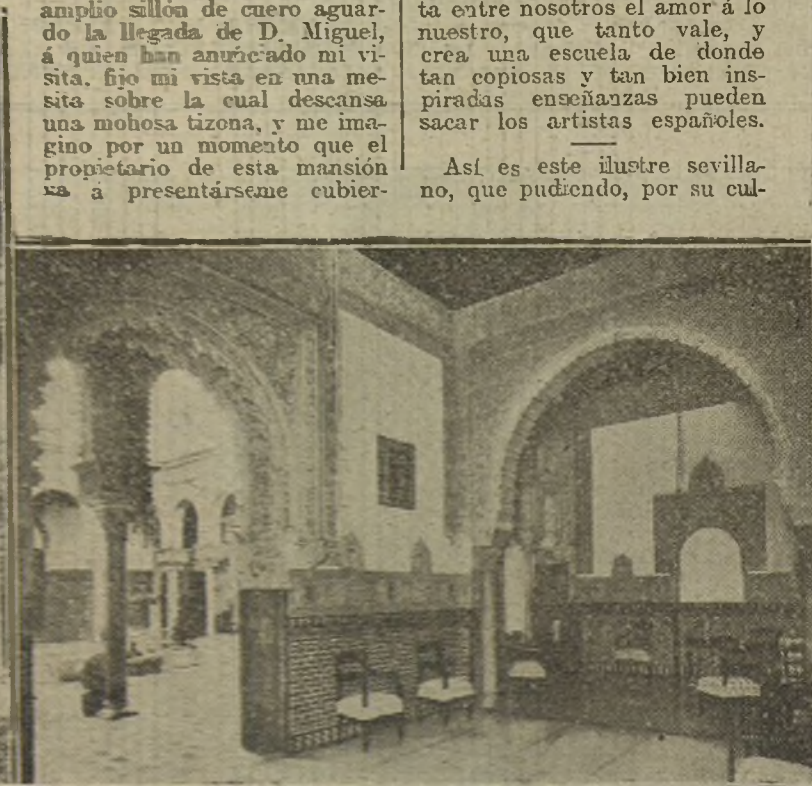 amplio sillón de cuero aguar-
do la llegada de D. Miguel,
á quien han anunciado mi vi-
sita, fijo mi vista en una me-
sita sobre la cual descansa
una mohosa tizona, y me ima-
gino por un momento que el
propietario de esta mansión
va á presentárseme cubier-
ta entre nosotros el amor á lo
nuestro, que tanto vale, y
crea una escuela de donde
tan copiosas y tan bien ins-
piradas enseñanzas pueden
sacar los artistas españoles.
Así es este ilustre sevilla-
no, que pudiendo, por su cul-